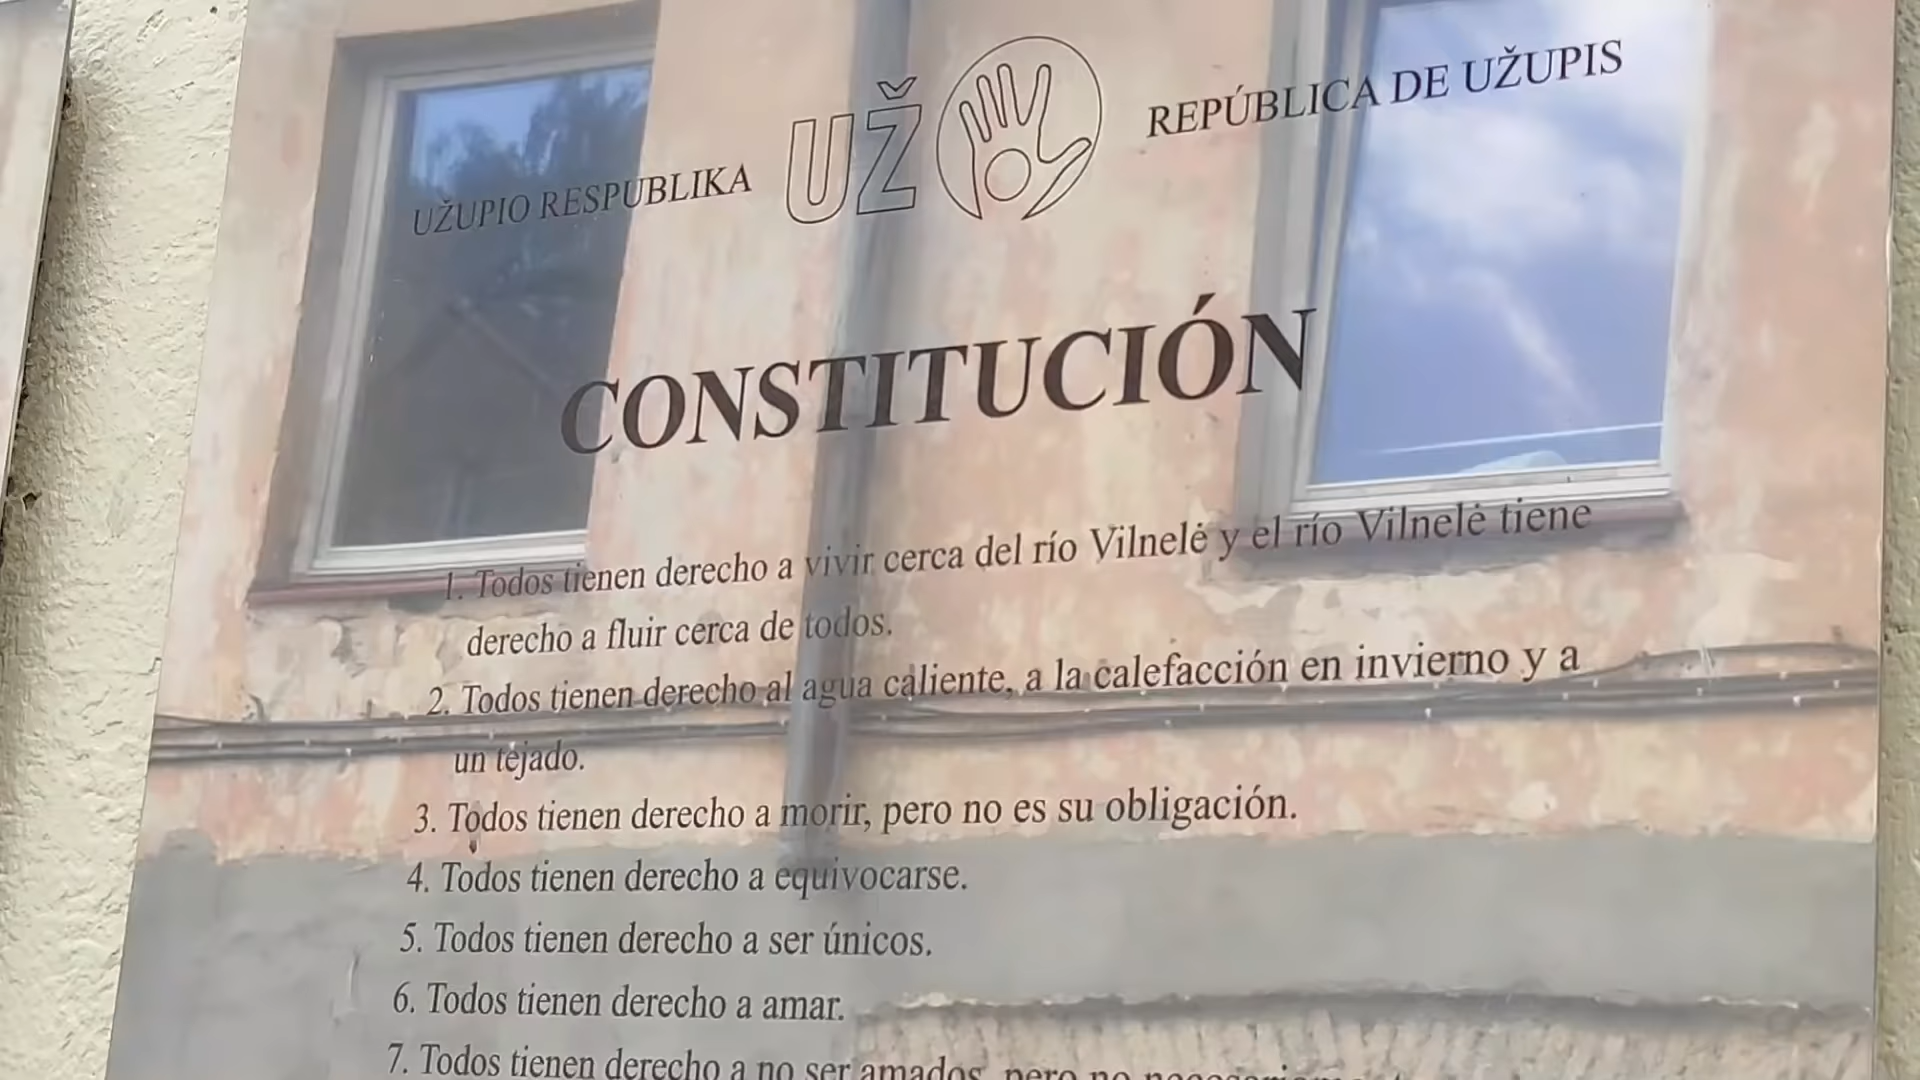 UŽUPIO RESPUBLIKA UŽ REPÚBLICA DE UŽUPIS
CONSTITUCIÓN
1. Todos tienen derecho a vivir cerca del río Vilnelė y el río Vilnelė tiene
derecho a fluir cerca de todos.
2. Todos tienen derecho al agua caliente, a la calefacción en invierno y a
un tejado.
3. Todos tienen derecho a morir, pero no es su obligación.
4. Todos tienen derecho a equivocarse.
5. Todos tienen derecho a ser únicos.
6. Todos tienen derecho a amar.
7. Todos tienen derecho a no ser amados, pero no